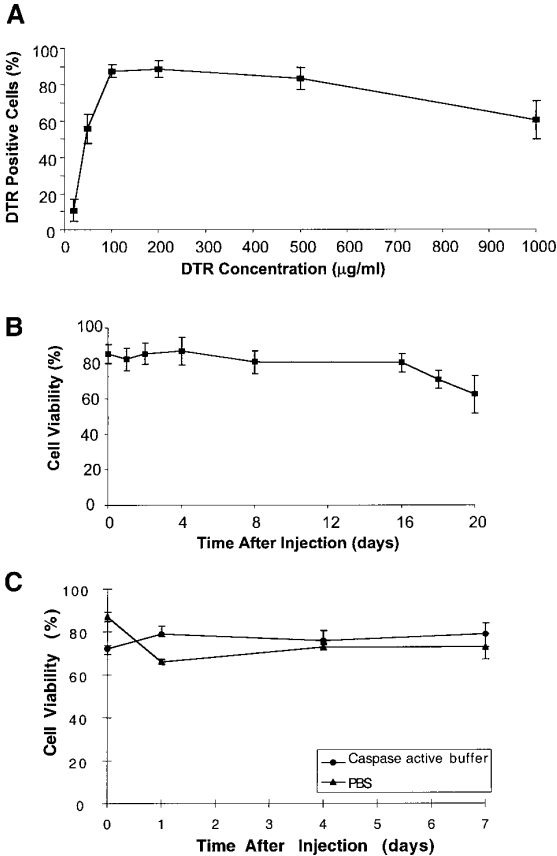 A
DTR Positive Cells (%)
100
80
60
40
20
0
0 100 200 300 400 500 600 700 800 900 1000
DTR Concentration (µg/ml)
B
Cell Viability (%)
100
80
60
40
20
0
0 4 8 12 16 20
Time After Injection (days)
C
Cell Viability (%)
100
80
60
40
20
0
Caspase active buffer
PBS
0 1 4 5 6 7
Time After Injection (days)